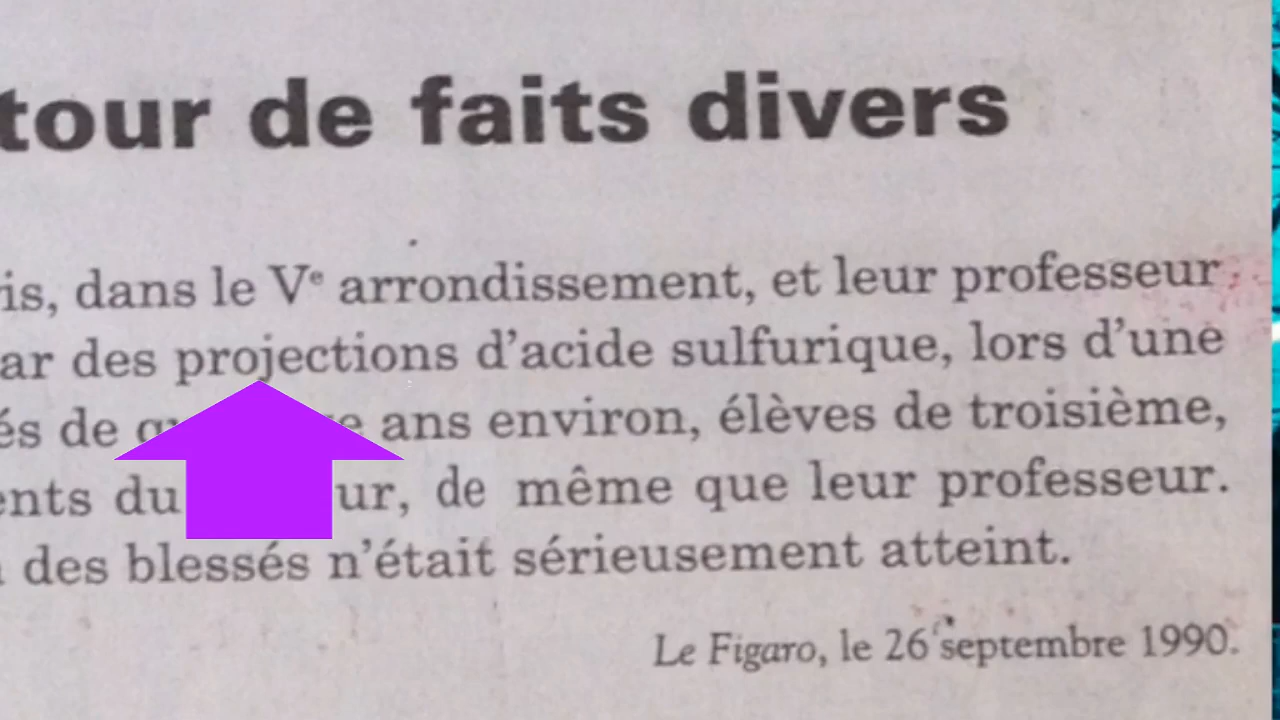 tour de faits divers
is, dans le Vᵉ arrondissement, et leur professeur
ar des projections d'acide sulfurique, lors d'une
és de ans environ, élèves de troisième,
ents du ur, de même que leur professeur.
des blessés n'était sérieusement atteint.
Le Figaro, le 26 septembre 1990.